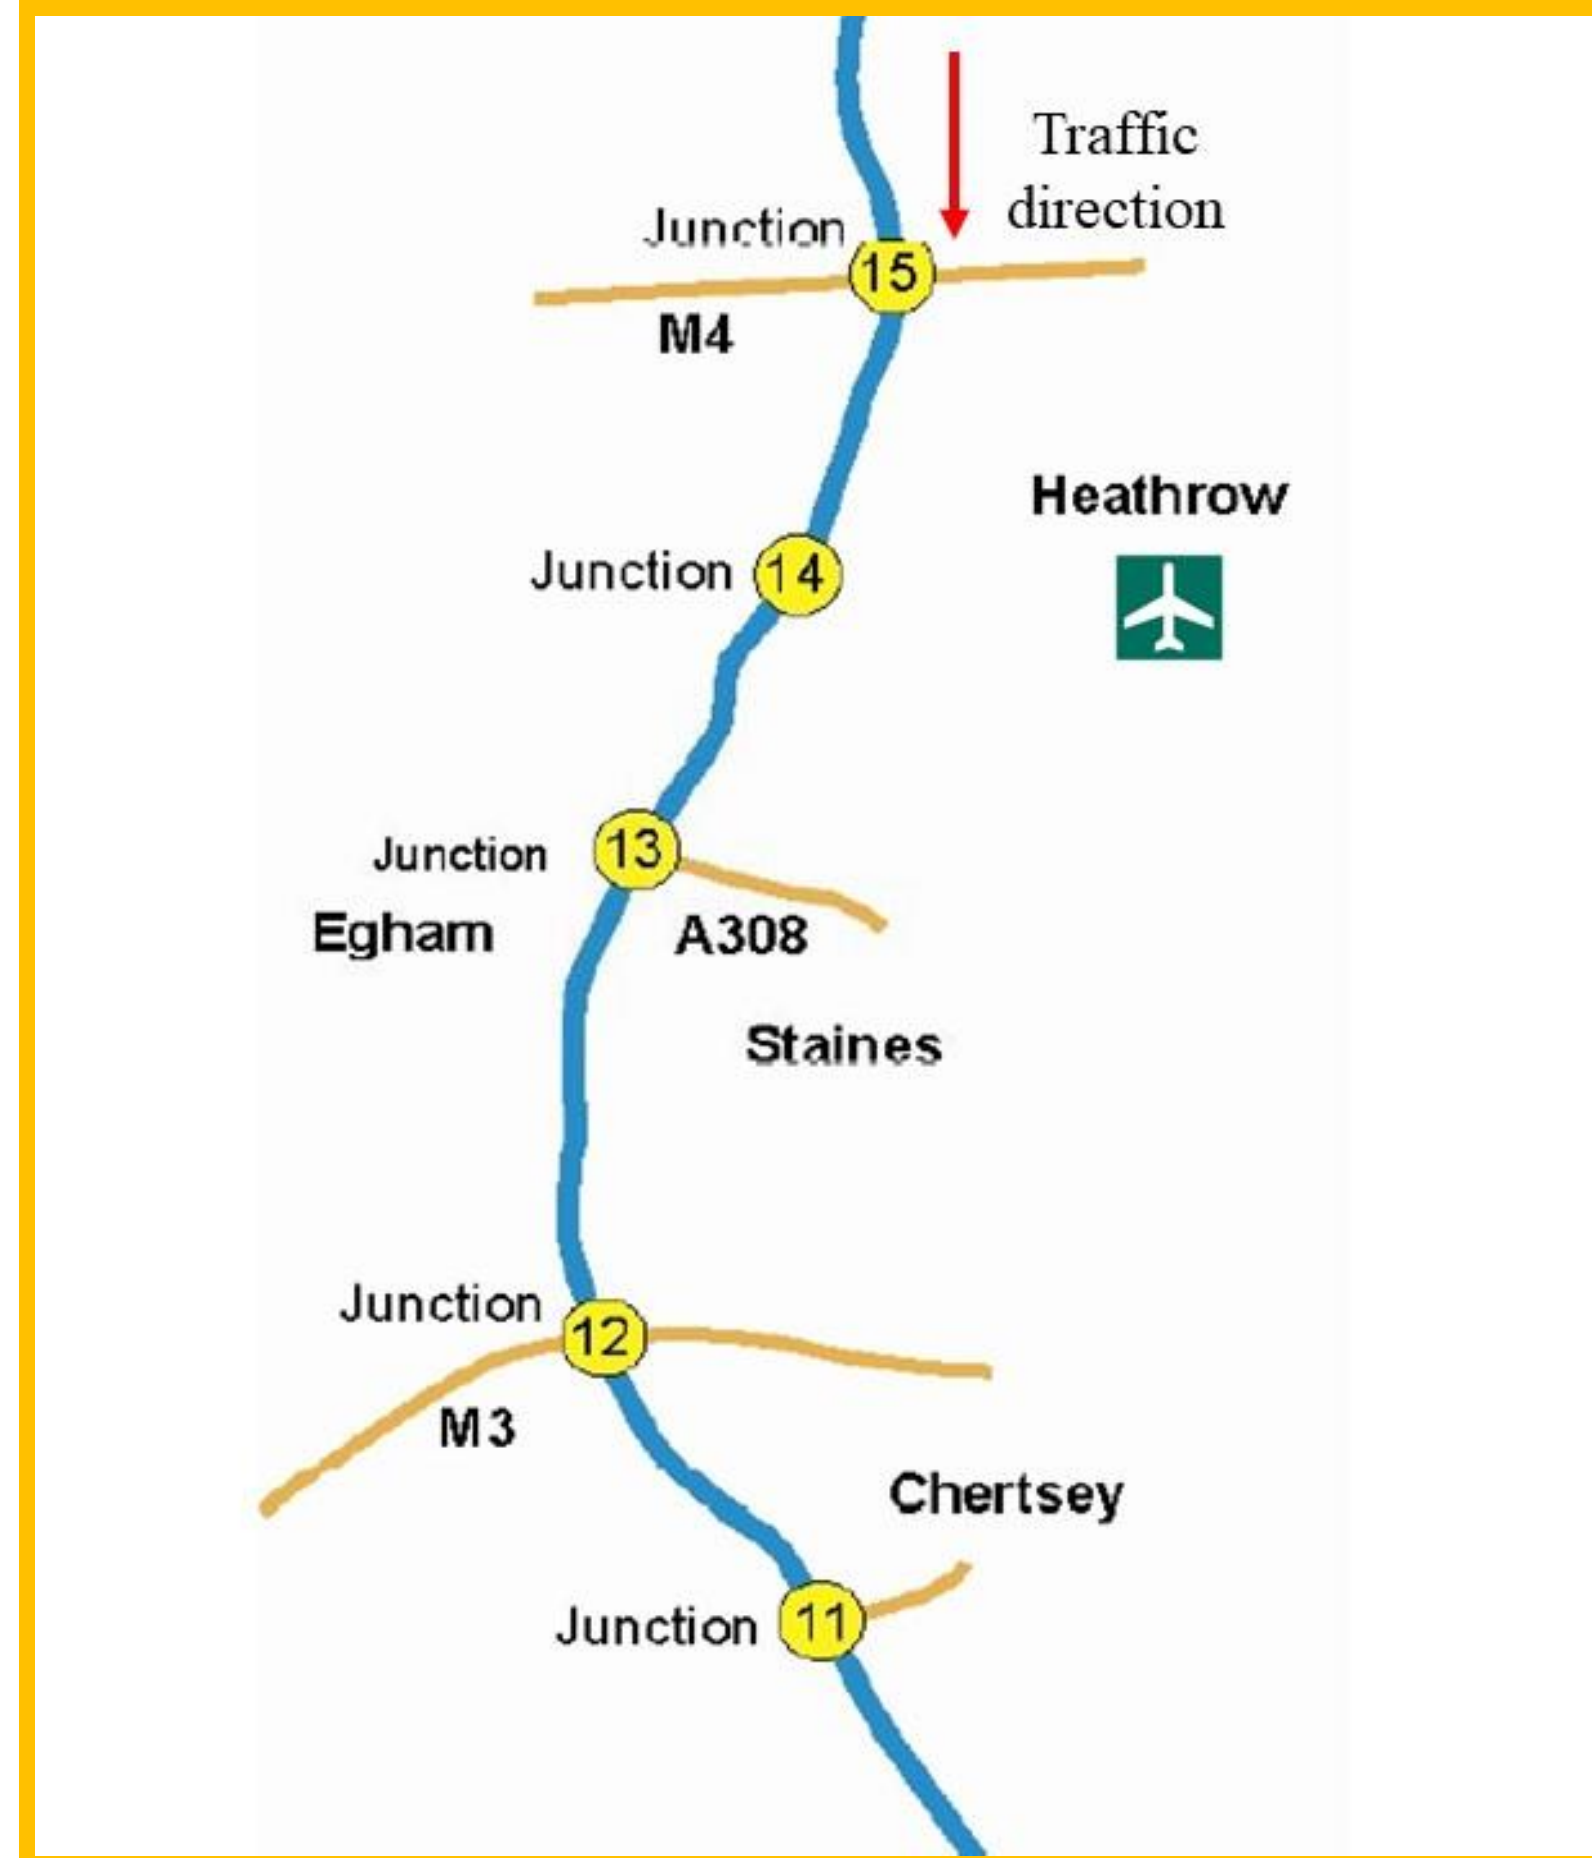 Traffic
direction
Junction
15
M4
Heathrow
Junction 14
Junction 13
Egham
A308
Staines
Junction
12
M3
Chertsey
Junction 11